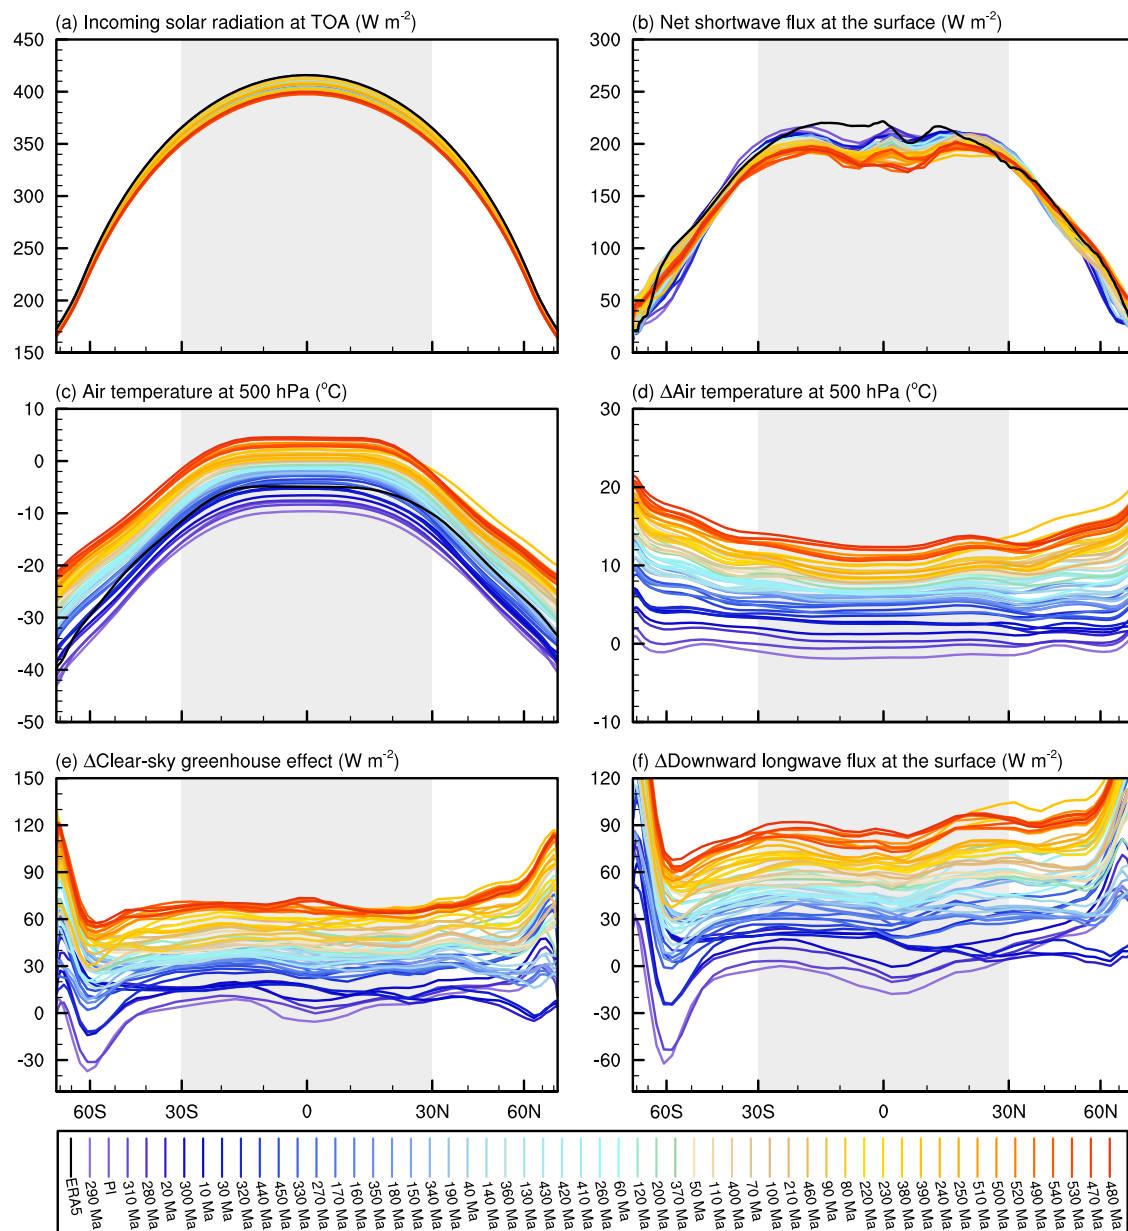 (a) Incoming solar radiation at TOA (W m-2)
450
400
350
300
250
200
150
(b) Net shortwave flux at the surface (W m-2)
300
250
200
150
100
50
0
(c) Air temperature at 500 hPa (oC)
10
0
-10
-20
-30
-40
-50
(d) ΔAir temperature at 500 hPa (oC)
30
20
10
0
-10
(e) ΔClear-sky greenhouse effect (W m-2)
150
120
90
60
30
0
-30
60S 30S 0 30N 60N
(f) ΔDownward longwave flux at the surface (W m-2)
120
90
60
30
0
-30
-60
60S 30S 0 30N 60N
ERA5
290 Ma
PI
310 Ma
280 Ma
20 Ma
300 Ma
10 Ma
30 Ma
320 Ma
440 Ma
450 Ma
330 Ma
270 Ma
170 Ma
160 Ma
350 Ma
180 Ma
150 Ma
340 Ma
190 Ma
40 Ma
140 Ma
360 Ma
130 Ma
430 Ma
420 Ma
410 Ma
260 Ma
60 Ma
120 Ma
200 Ma
370 Ma
50 Ma
110 Ma
400 Ma
70 Ma
100 Ma
210 Ma
460 Ma
90 Ma
Ma
220 Ma
230 Ma
380 Ma
390 Ma
240 Ma
250 Ma
510 Ma
500 Ma
520 Ma
490 Ma
540 Ma
530 Ma
470 Ma
480 Ma